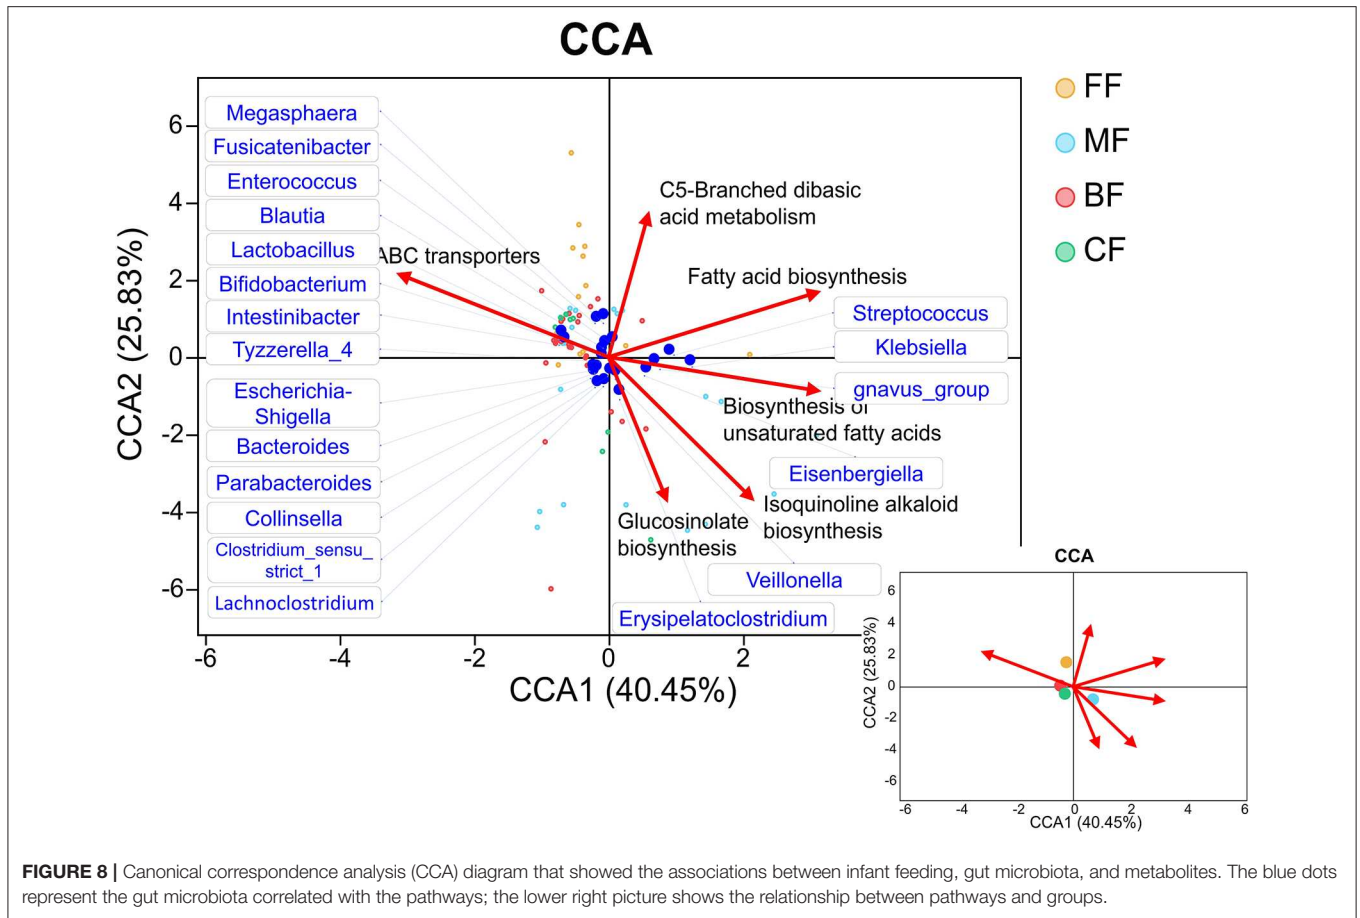 CCA
FF
MF
BF
CF
Megasphaera
Fusicatenibacter
Enterococcus
Blautia
Lactobacillus
Bifidobacterium
Intestinibacter
Tyzzerella_4
Escherichia-
Shigella
Bacteroides
Parabacteroides
Collinsella
Clostridium_sensu_
strict_1
Lachnoclostridium
ABC transporters
C5-Branched dibasic
acid metabolism
Fatty acid biosynthesis
Streptococcus
Klebsiella
gnavus_group
Biosynthesis of
unsaturated fatty acids
Eisenbergiella
Isoquinoline alkaloid
biosynthesis
Glucosinolate
biosynthesis
Veillonella
Erysipelatoclostridium
CCA2 (25.83%)
6
4
2
0
-2
-4
-6
-6
-4
-2
0
2
CCA1 (40.45%)
CCA
CCA2 (25.83%)
6
4
2
0
-2
-4
-6
-6
-4
-2
0
2
4
6
CCA1 (40.45%)
FIGURE 8 | Canonical correspondence analysis (CCA) diagram that showed the associations between infant feeding, gut microbiota, and metabolites. The blue dots
represent the gut microbiota correlated with the pathways; the lower right picture shows the relationship between pathways and groups.